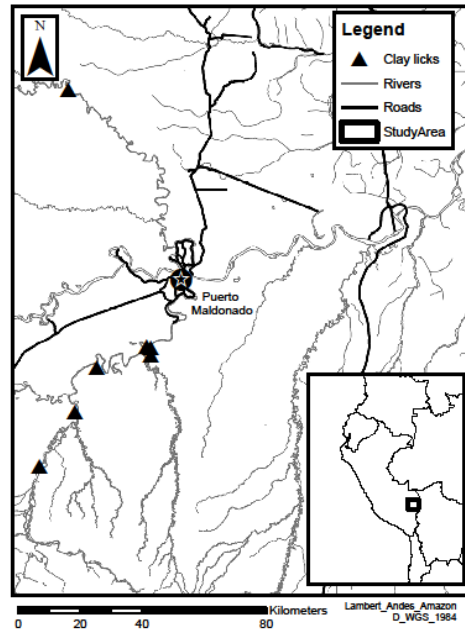 N
Legend
Clay licks
Rivers
Roads
StudyArea
Puerto
Maldonado
Kilometers
0 20 40 80
Lambert_Andes_Amazon
D_WGS_1984